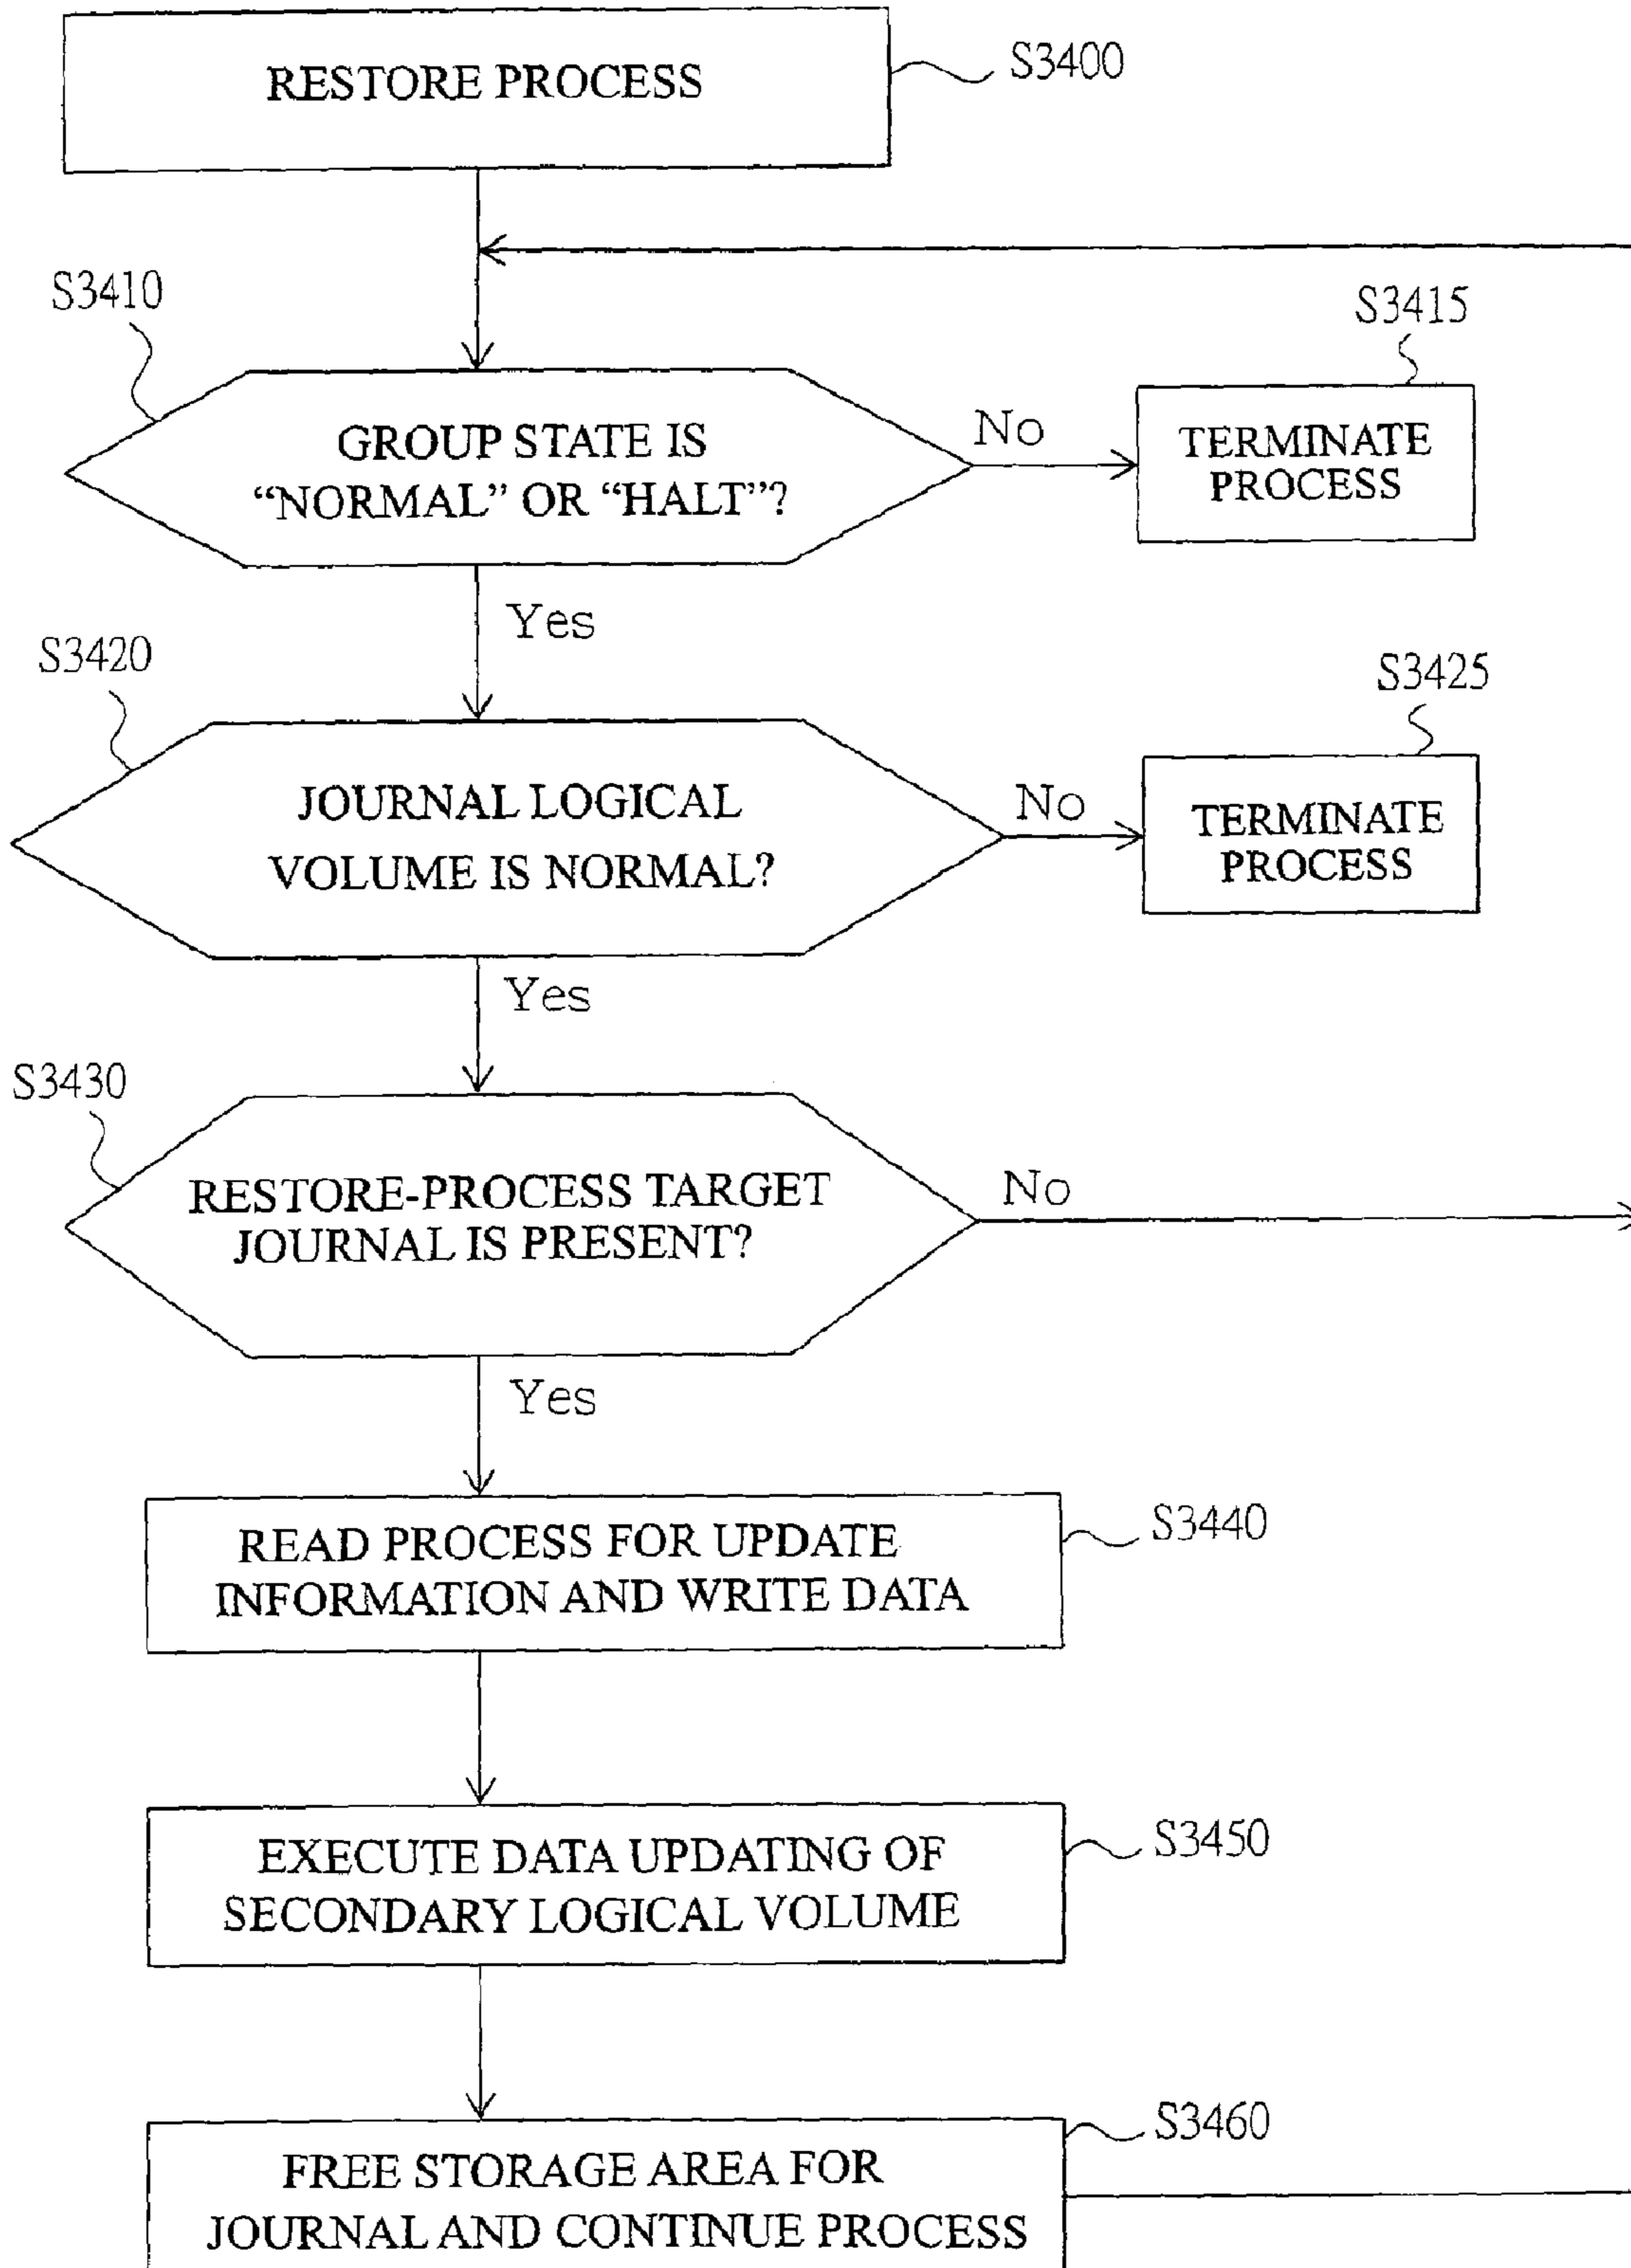 RESTORE PROCESS
S3400
S3410
S3415
GROUP STATE IS
“NORMAL” OR “HALT”?
No
TERMINATE
PROCESS
Yes
S3420
S3425
JOURNAL LOGICAL
VOLUME IS NORMAL?
No
TERMINATE
PROCESS
Yes
S3430
RESTORE-PROCESS TARGET
JOURNAL IS PRESENT?
No
Yes
READ PROCESS FOR UPDATE
INFORMATION AND WRITE DATA
S3440
EXECUTE DATA UPDATING OF
SECONDARY LOGICAL VOLUME
S3450
FREE STORAGE AREA FOR
JOURNAL AND CONTINUE PROCESS
S3460